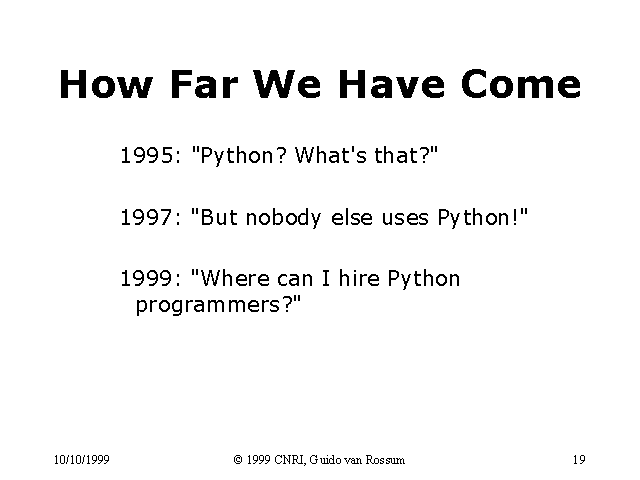 How Far We Have Come
1995: "Python? What's that?"
1997: "But nobody else uses Python!"
1999: "Where can I hire Python
programmers?"
10/10/1999
© 1999 CNRI, Guido van Rossum
19